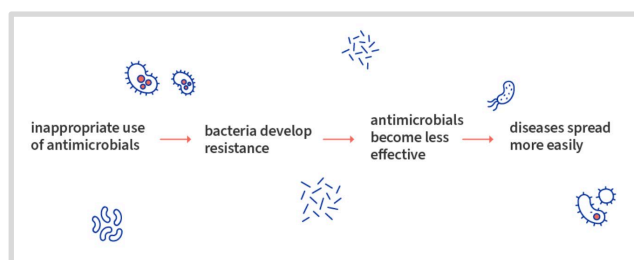 inappropriate use
of antimicrobials
bacteria develop
resistance
antimicrobials
become less
effective
diseases spread
more easily